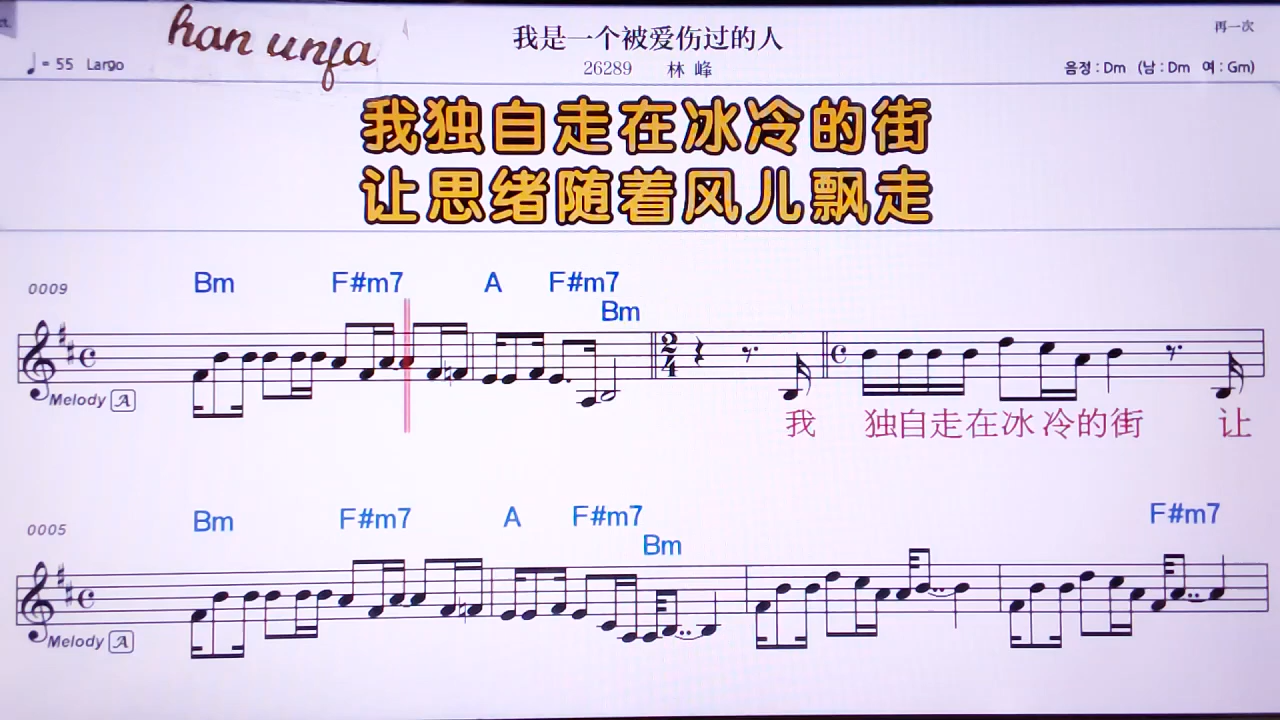 han unfa
我是一个被爱伤过的人
再一次
♩= 55 Largo
26289 林 峰
음정 : Dm (남 : Dm 여 : Gm)
我独自走在冰冷的街
让思绪随着风儿飘走
0009 Bm F#m7 A F#m7 Bm
2/4
Melody A
我 独自走在冰冷的街 让
0005 Bm F#m7 A F#m7 Bm F#m7
Melody A